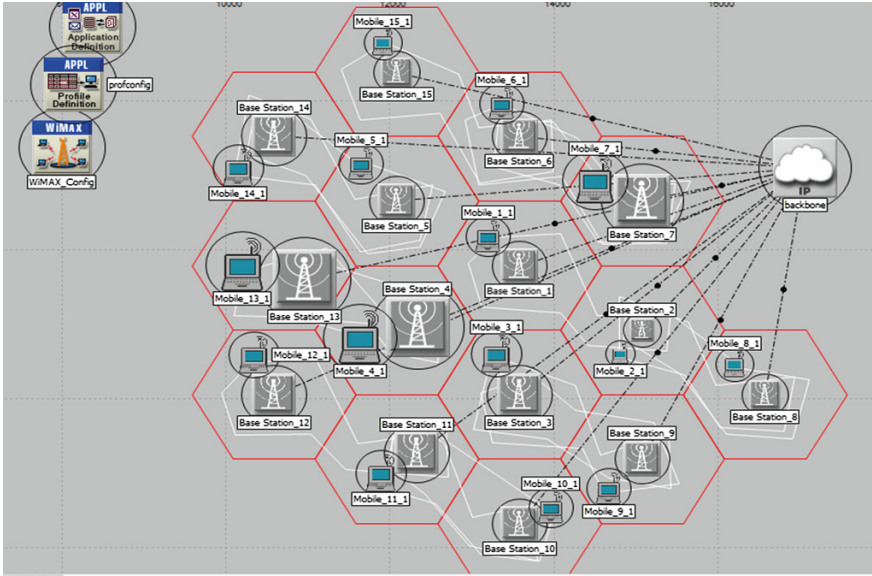 10000
12000
14000
16000
APPL
Application
Definition
APPL
Profile
Definition
profconfig
WiMAX
WiMAX_Config
Mobile_15_1
Base Station_15
Mobile_6_1
Base Station_6
Base Station_14
Mobile_14_1
Mobile_5_1
Base Station_5
Mobile_7_1
Base Station_7
IP
backbone
Mobile_1_1
Base Station_1
Mobile_13_1
Base Station_13
Base Station_4
Mobile_4_1
Base Station_2
Mobile_2_1
Mobile_3_1
Base Station_3
Mobile_12_1
Base Station_12
Mobile_8_1
Base Station_8
Base Station_11
Mobile_11_1
Base Station_9
Mobile_9_1
Mobile_10_1
Base Station_10